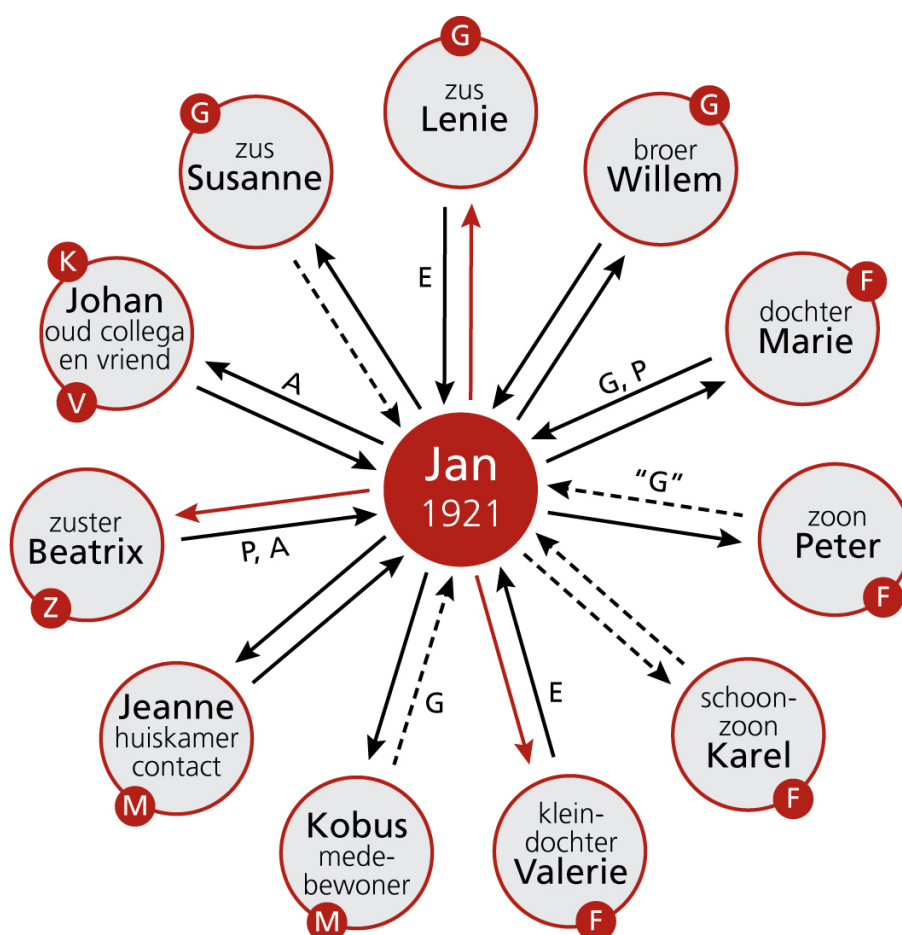 G
zus
Lenie
G
zus
Susanne
G
broer
Willem
K
Johan
oud collega
en vriend
V
F
dochter
Marie
E
A
G, P
Jan
1921
"G"
zoon
Peter
F
zuster
Beatrix
Z
P, A
Jeanne
huiskamer
contact
M
G
E
schoon-
zoon
Karel
F
Kobus
mede-
bewoner
M
klein-
dochter
Valerie
F